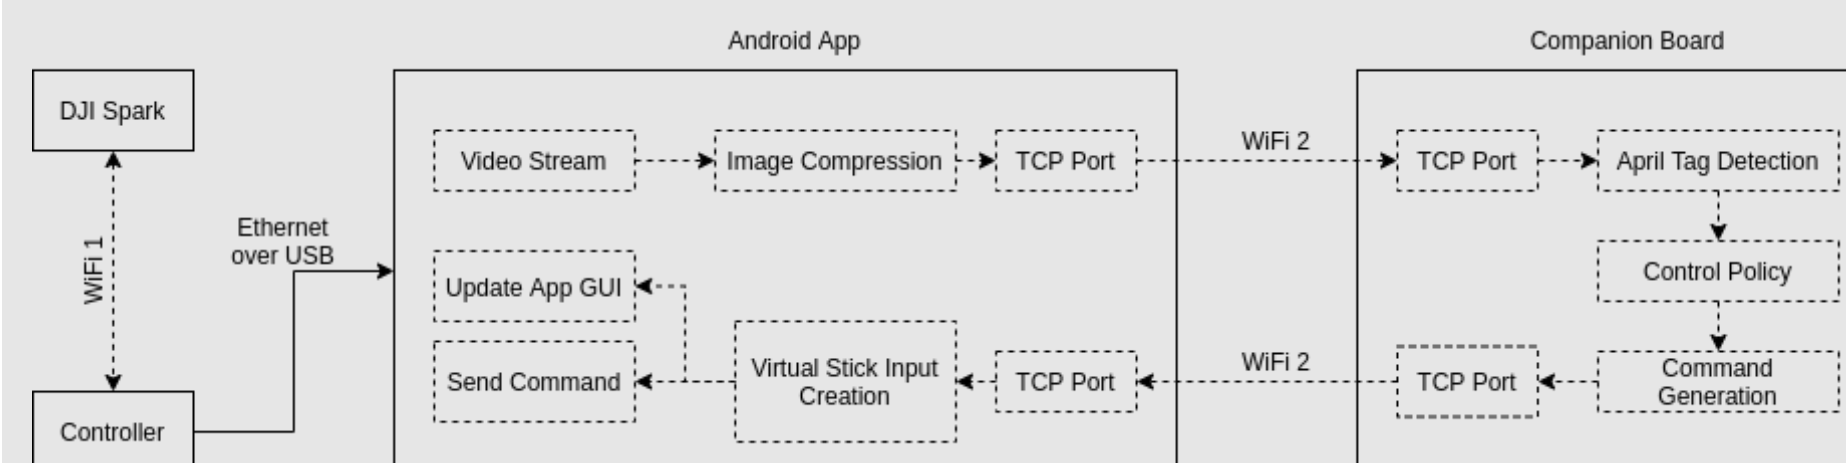 Android App
Companion Board
DJI Spark
WiFi 1
Controller
Ethernet
over USB
Video Stream
Image Compression
TCP Port
WiFi 2
TCP Port
April Tag Detection
Control Policy
Command
Generation
TCP Port
WiFi 2
TCP Port
Virtual Stick Input
Creation
Update App GUI
Send Command